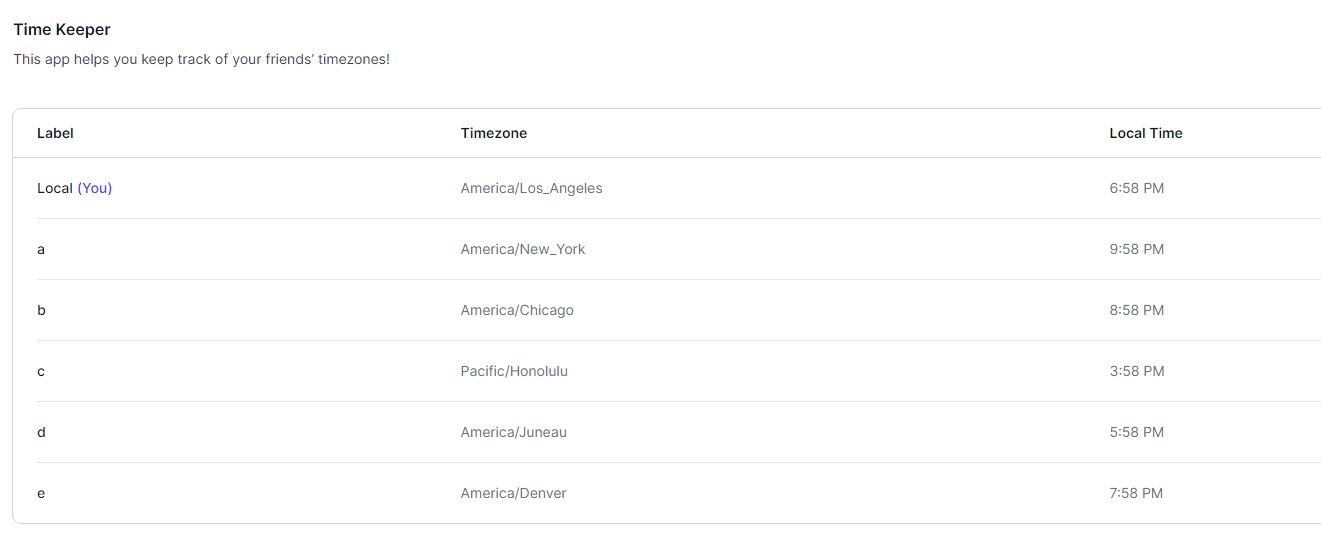 Time Keeper
This app helps you keep track of your friends’ timezones!
Label Timezone Local Time
Local (You) America/Los_Angeles 6:58 PM
a America/New_York 9:58 PM
b America/Chicago 8:58 PM
c Pacific/Honolulu 3:58 PM
d America/Juneau 5:58 PM
e America/Denver 7:58 PM